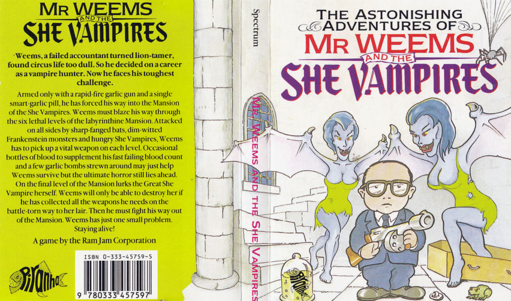 MR WEEMS
AND THE
SHE VAMPIRES
Weems, a failed accountant turned lion-tamer,
found circus life too dull. So he decided on a career
as a vampire hunter. Now he faces his toughest
challenge.
Armed only with a rapid-fire garlic gun and a single
smart-garlic pill, he has forced his way into the Mansion
of the She Vampires. Weems must blaze his way through
the six lethal levels of the labyrinthine Mansion. Attacked
on all sides by sharp-fanged bats, dim-witted
Frankenstein monsters and hungry She Vampires, Weems
has to pick up a vital weapon on each level. Occasional
bottles of blood to supplement his fast failing blood count
and a few garlic bombs strewn around may just help
Weems survive but the ultimate horror still lies ahead.
On the final level of the Mansion lurks the Great She
Vampire herself. Weems will only be able to destroy her if
he has collected all the weapons he needs on the
battle-torn way to her lair. Then he must fight his way out
of the Mansion. Weems has just one small problem.
Staying alive!
A game by the Ram Jam Corporation
Piranha
ISBN 0-333-45759-5
9 780333 457597
Spectrum
MR. WEEMS AND THE SHE VAMPIRES
THE ASTONISHING
ADVENTURES OF
MR WEEMS
AND THE
SHE VAMPIRES